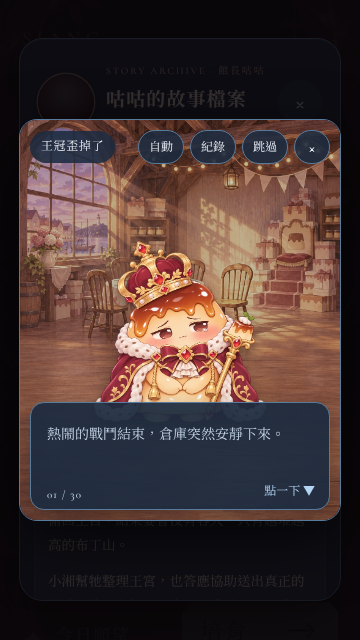 STORY ARCHIVE
咕咕的故事檔案
×
王冠歪掉了
自動
紀錄
跳過
×
熱鬧的戰鬥結束，倉庫突然安靜下來。
01 / 30
點一下▼
高的布丁山。
小湘幫牠整理王宮，也答應協助送出真正的